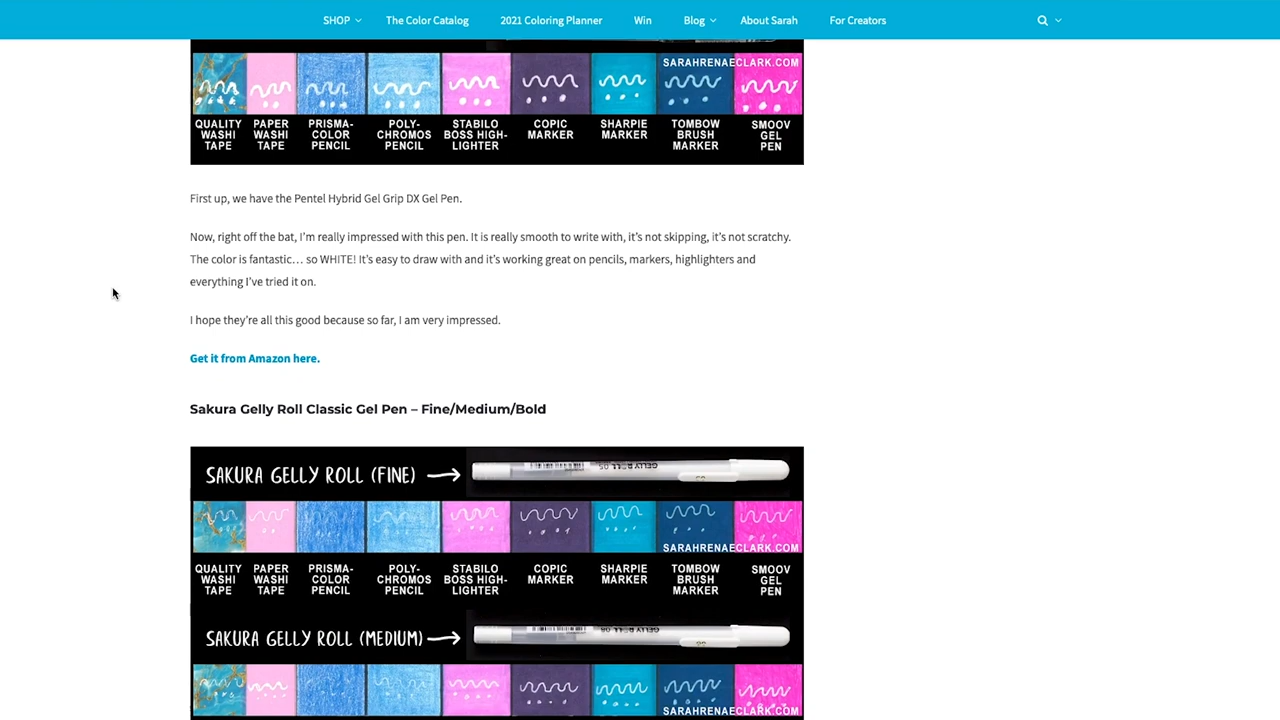 SHOP The Color Catalog 2021 Coloring Planner Win Blog About Sarah For Creators
SARAHRENAECLARK.COM
QUALITY WASHI TAPE
PAPER WASHI TAPE
PRISMA-COLOR PENCIL
POLY-CHROMOS PENCIL
STABILO BOSS HIGH-LIGHTER
COPIC MARKER
SHARPIE MARKER
TOMBOW BRUSH MARKER
SMOOV GEL PEN
First up, we have the Pentel Hybrid Gel Grip DX Gel Pen.
Now, right off the bat, I’m really impressed with this pen. It is really smooth to write with, it’s not skipping, it’s not scratchy.
The color is fantastic… so WHITE! It’s easy to draw with and it’s working great on pencils, markers, highlighters and
everything I’ve tried it on.
I hope they’re all this good because so far, I am very impressed.
Get it from Amazon here.
Sakura Gelly Roll Classic Gel Pen – Fine/Medium/Bold
SAKURA GELLY ROLL (FINE)
GELLY ROLL 05
05
SARAHRENAECLARK.COM
QUALITY WASHI TAPE
PAPER WASHI TAPE
PRISMA-COLOR PENCIL
POLY-CHROMOS PENCIL
STABILO BOSS HIGH-LIGHTER
COPIC MARKER
SHARPIE MARKER
TOMBOW BRUSH MARKER
SMOOV GEL PEN
SAKURA GELLY ROLL (MEDIUM)
GELLY ROLL 08
SARAHRENAECLARK.COM